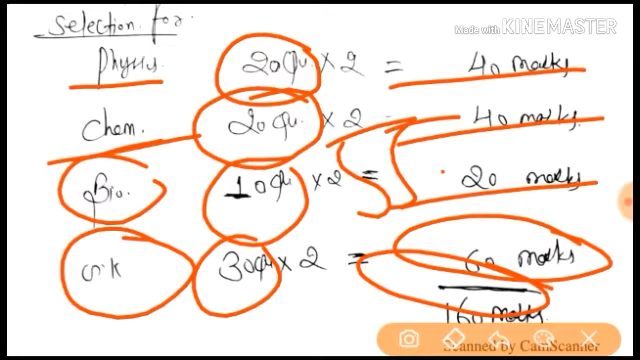 Made with KINEMASTER
Selection for
Physics 20 Qu. × 2 = 40 marks
Chem. 20 Qu. × 2 - 40 marks
Bio. 10 Qu × 2 = 20 marks
G.K 30 Qu × 2 = 60 marks
160 marks.
Scanned by CamScanner